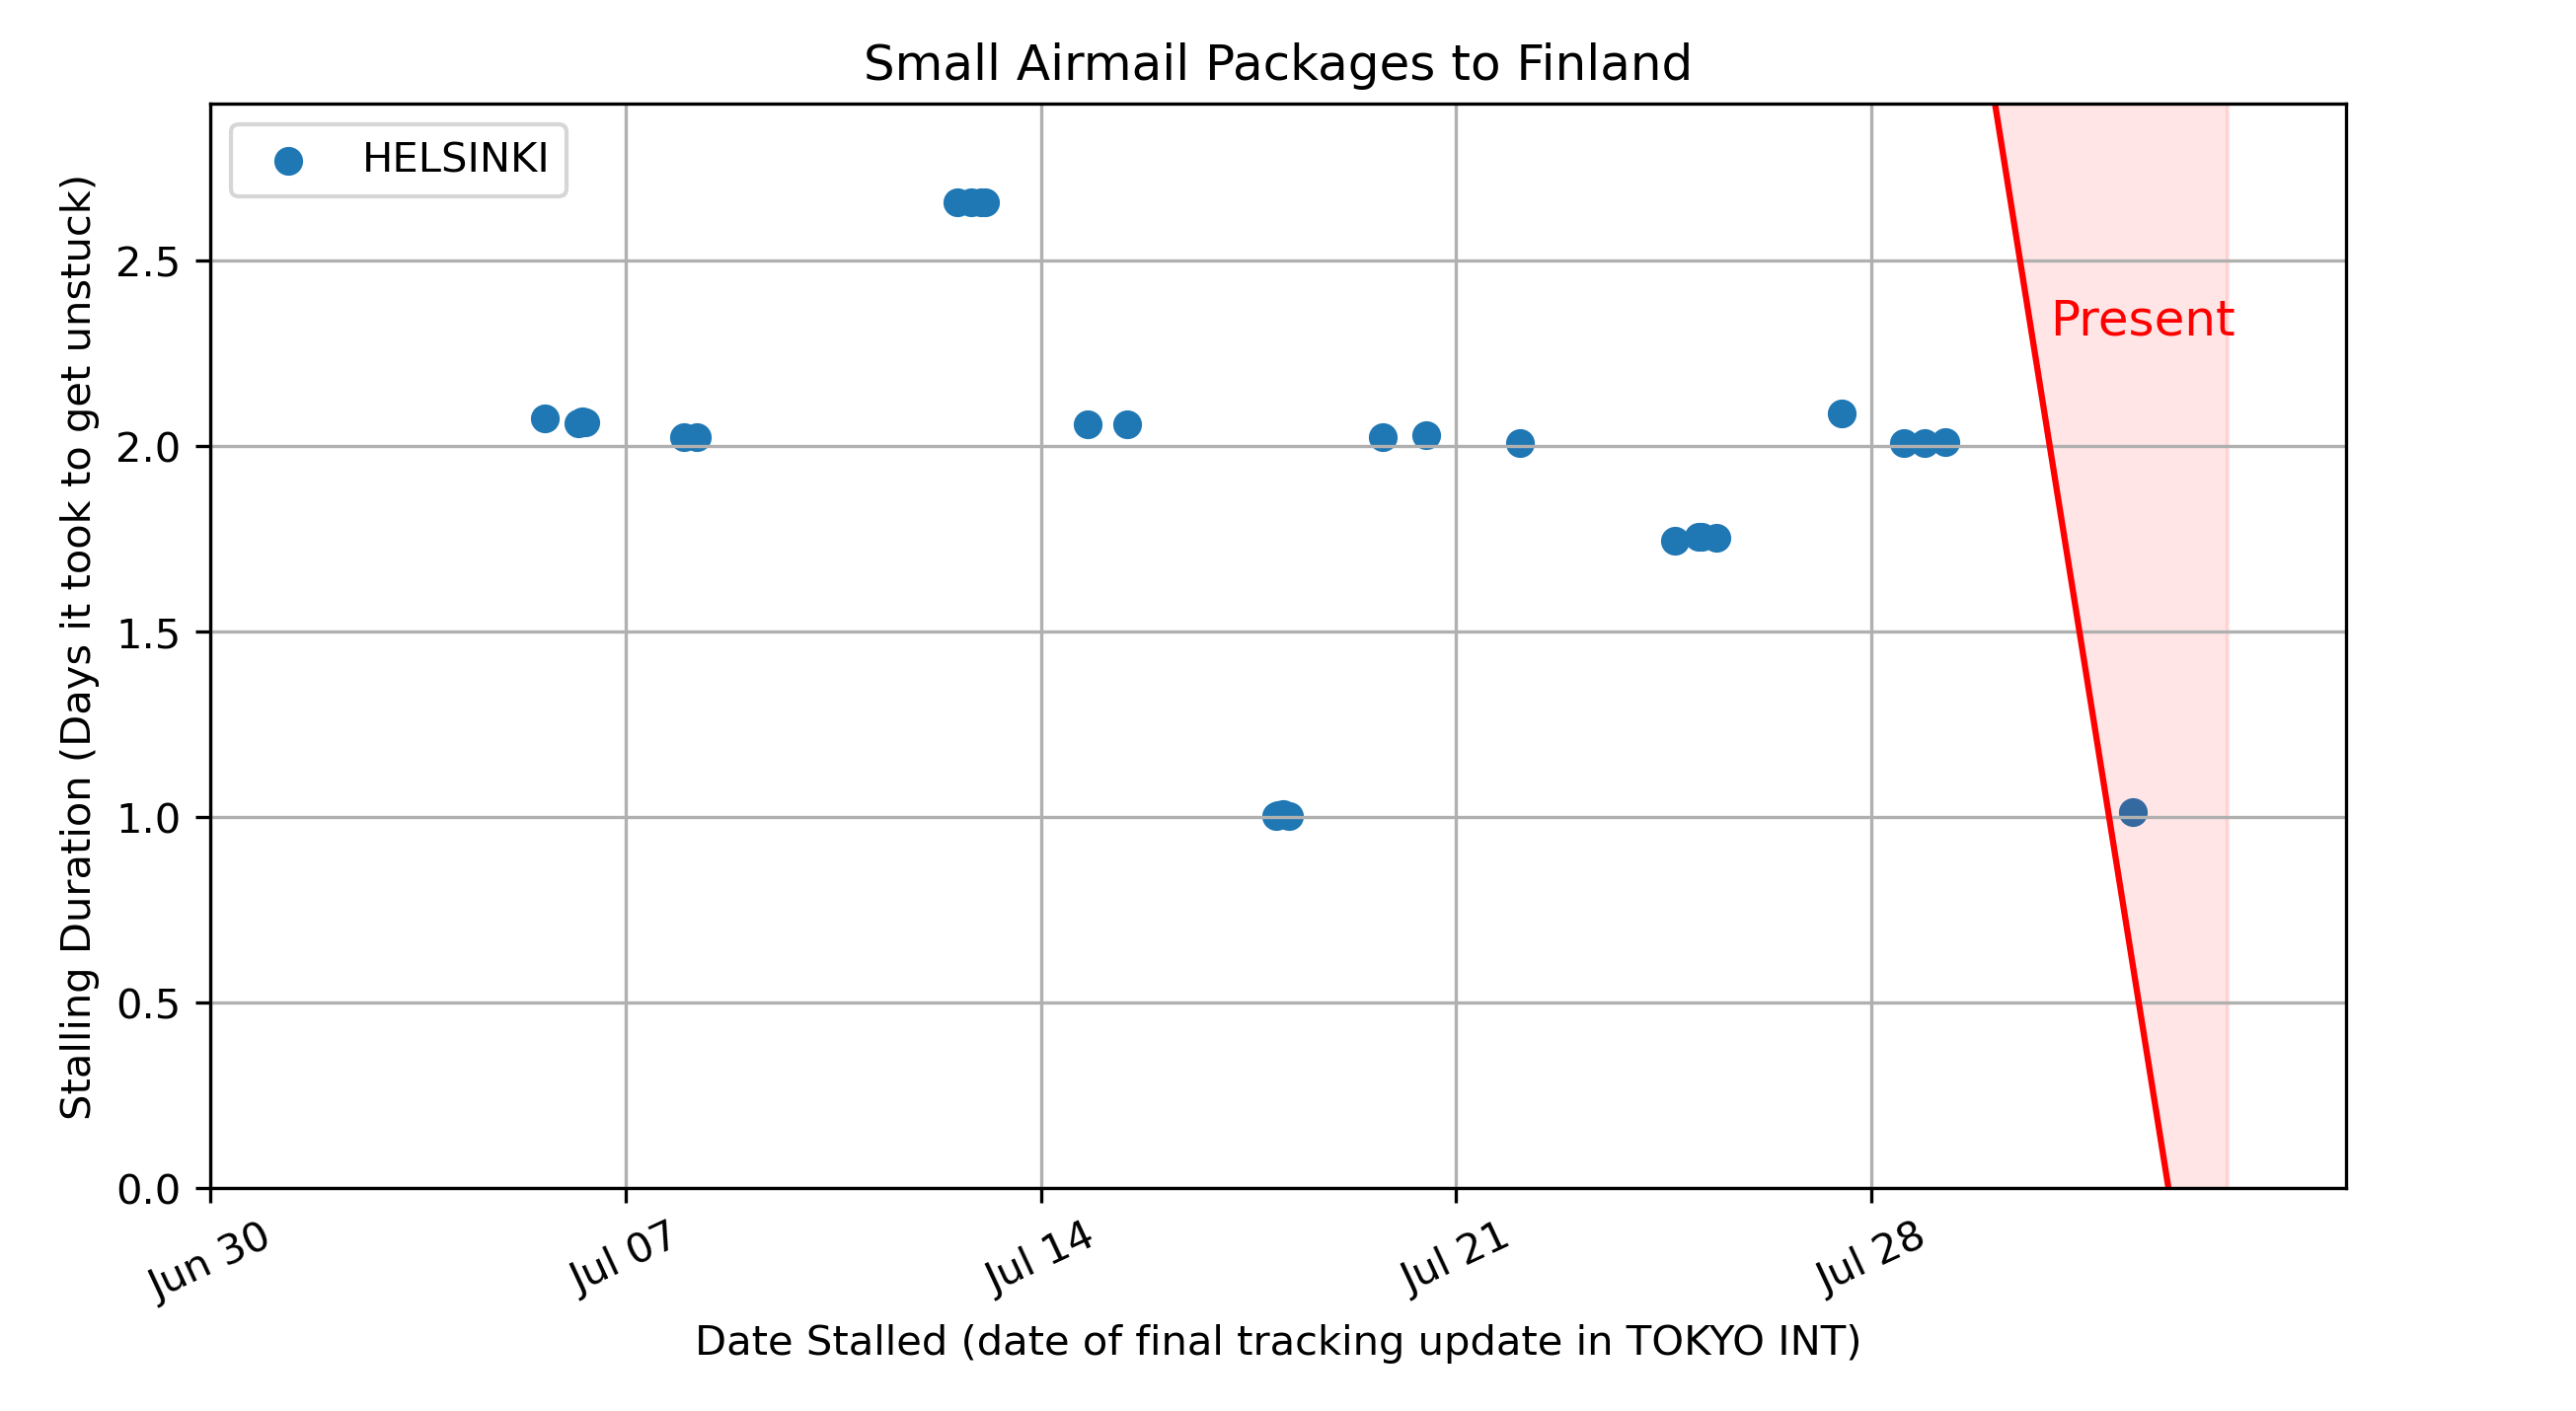 Small Airmail Packages to Finland
HELSINKI
Present
Stalling Duration (Days it took to get unstuck)
2.5
2.0
1.5
1.0
0.5
0.0
Jun 30
Jul 07
Jul 14
Jul 21
Jul 28
Date Stalled (date of final tracking update in TOKYO INT)